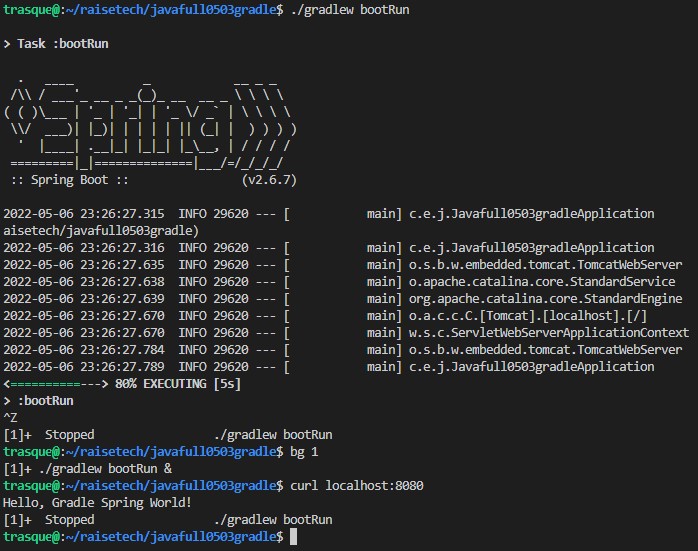 trasque@:~/raisetech/javafull0503gradle$ ./gradlew bootRun

> Task :bootRun

  .   ____          _            __ _ _
 /\\ / ___'_ __ _ _(_)_ __  __ _ \ \ \ \
( ( )\___ | '_ | '_| | '_ \/ _` | \ \ \ \
 \\/  ___)| |_)| | | | | || (_| |  ) ) ) )
  '  |____| .__|_| |_|_| |_\__, | / / / /
 =========|_|==============|___/=/_/_/_/
 :: Spring Boot ::                (v2.6.7)

2022-05-06 23:26:27.315  INFO 29620 --- [           main] c.e.j.Javafull0503gradleApplication
aisetech/javafull0503gradle)
2022-05-06 23:26:27.316  INFO 29620 --- [           main] c.e.j.Javafull0503gradleApplication
2022-05-06 23:26:27.635  INFO 29620 --- [           main] o.s.b.w.embedded.tomcat.TomcatWebServer
2022-05-06 23:26:27.638  INFO 29620 --- [           main] o.apache.catalina.core.StandardService
2022-05-06 23:26:27.639  INFO 29620 --- [           main] org.apache.catalina.core.StandardEngine
2022-05-06 23:26:27.670  INFO 29620 --- [           main] o.a.c.c.C.[Tomcat].[localhost].[/]
2022-05-06 23:26:27.670  INFO 29620 --- [           main] w.s.c.ServletWebServerApplicationContext
2022-05-06 23:26:27.784  INFO 29620 --- [           main] o.s.b.w.embedded.tomcat.TomcatWebServer
2022-05-06 23:26:27.789  INFO 29620 --- [           main] c.e.j.Javafull0503gradleApplication
<==========---> 80% EXECUTING [5s]
> :bootRun
^Z
[1]+  Stopped                 ./gradlew bootRun
trasque@:~/raisetech/javafull0503gradle$ bg 1
[1]+ ./gradlew bootRun &
trasque@:~/raisetech/javafull0503gradle$ curl localhost:8080
Hello, Gradle Spring World!
[1]+  Stopped                 ./gradlew bootRun
trasque@:~/raisetech/javafull0503gradle$